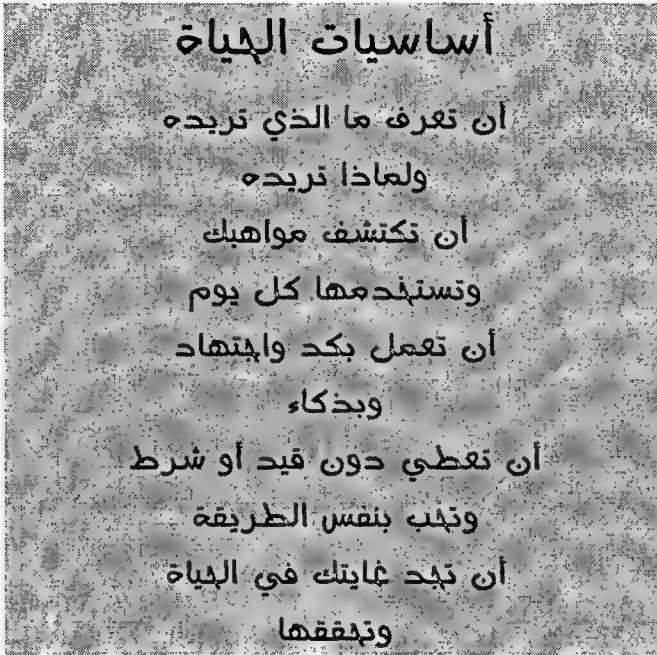 أساسيات الحياة
أن تعرف ما الذي تريده
ولماذا تريده
أن تكتشف مواهبك
وتستخدمها كل يوم
أن تعمل بكد واجتهاد
وبذكاء
أن تعطي دون قيد أو شرط
وتحب بنفس الطريقة
أن تجد غايتك في الحياة
وتحققها